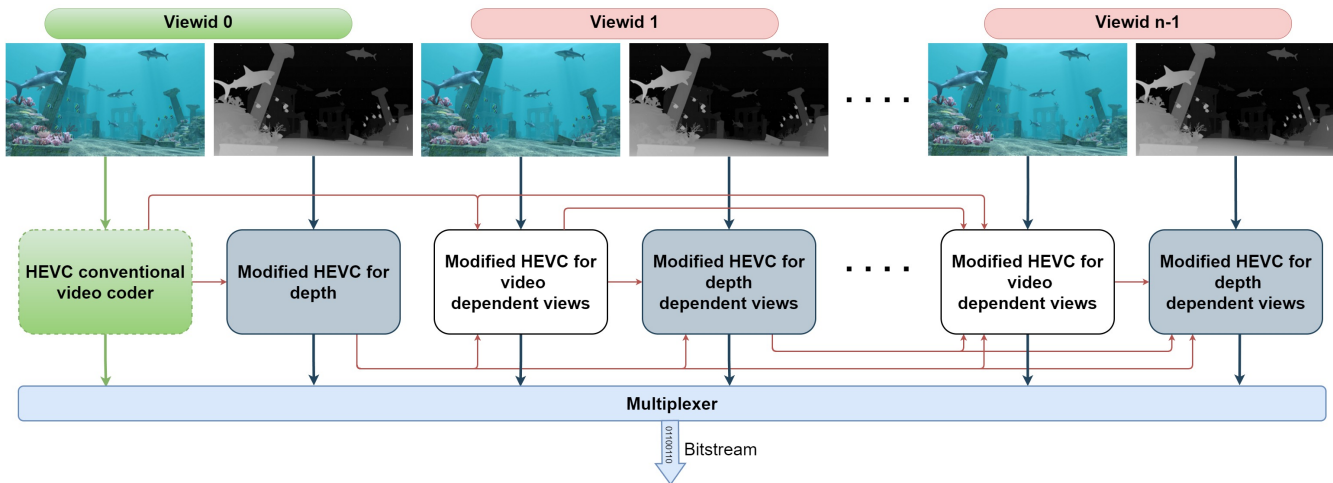 Viewid 0
Viewid 1
Viewid n-1
. . . .
HEVC conventional
video coder
Modified HEVC for
depth
Modified HEVC for
video
dependent views
Modified HEVC for
depth
dependent views
. . . .
Modified HEVC for
video
dependent views
Modified HEVC for
depth
dependent views
Multiplexer
01100110
Bitstream